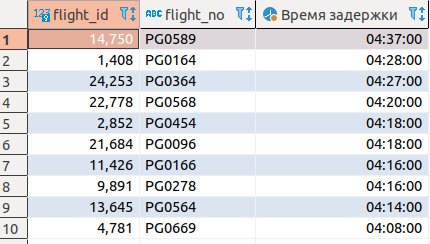 123 flight_id ABC flight_no Время задержки
1 14,750 PG0589 04:37:00
2 1,408 PG0164 04:28:00
3 24,253 PG0364 04:27:00
4 22,778 PG0568 04:20:00
5 2,852 PG0454 04:18:00
6 21,684 PG0096 04:18:00
7 11,426 PG0166 04:16:00
8 9,891 PG0278 04:16:00
9 13,645 PG0564 04:14:00
10 4,781 PG0669 04:08:00